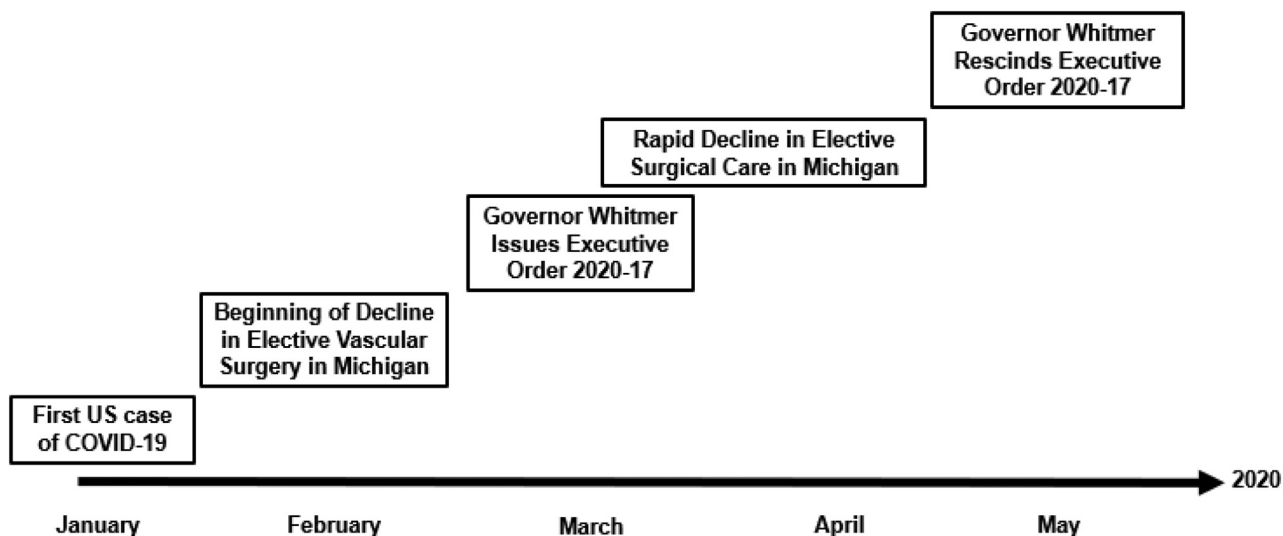 Governor Whitmer
Rescinds Executive
Order 2020-17
Rapid Decline in Elective
Surgical Care in Michigan
Governor Whitmer
Issues Executive
Order 2020-17
Beginning of Decline
in Elective Vascular
Surgery in Michigan
First US case
of COVID-19
2020
January February March April May